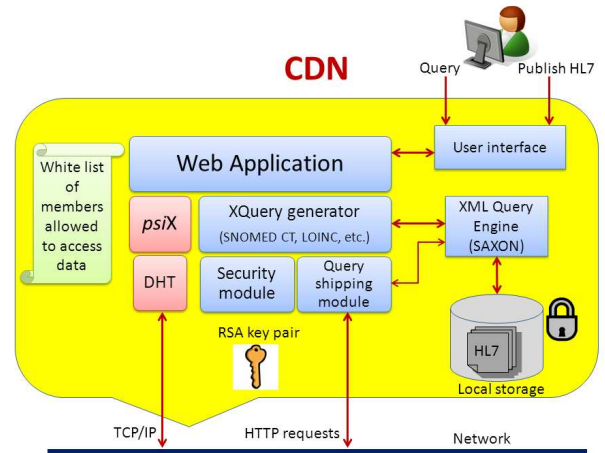 CDN
Query
Publish HL7
User interface
Web Application
White list
of
members
allowed
to access
data
psiX
XQuery generator
(SNOMED CT, LOINC, etc.)
XML Query
Engine
(SAXON)
DHT
Security
module
Query
shipping module
RSA key pair
HL7
Local storage
TCP/IP
HTTP requests
Network